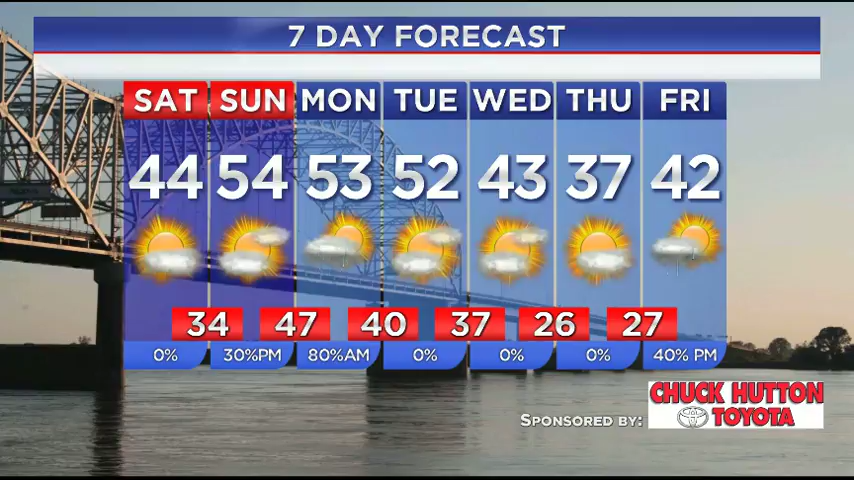 7 DAY FORECAST
SAT SUN MON TUE WED THU FRI
44 54 53 52 43 37 42
34 47 40 37 26 27
0% 30%PM 80%AM 0% 0% 0% 40% PM
SPONSORED BY:
CHUCK HUTTON
TOYOTA